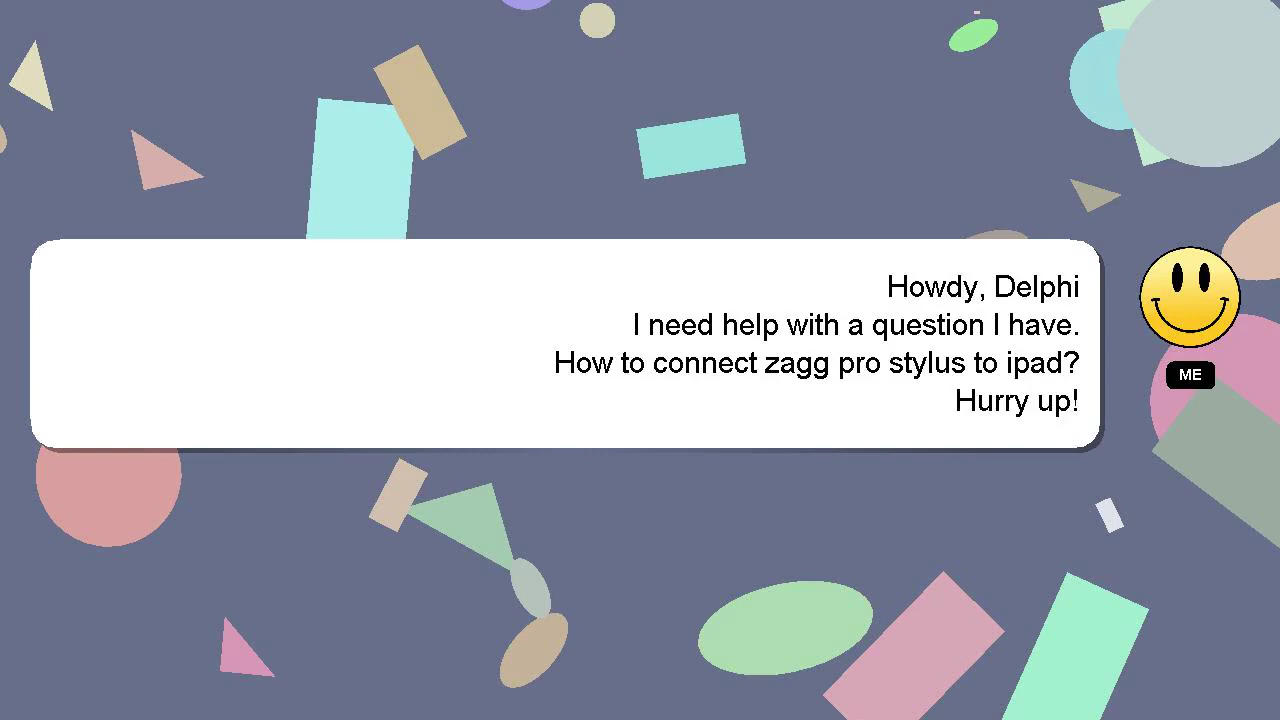 Howdy, Delphi
I need help with a question I have.
How to connect zagg pro stylus to ipad?
Hurry up!
ME